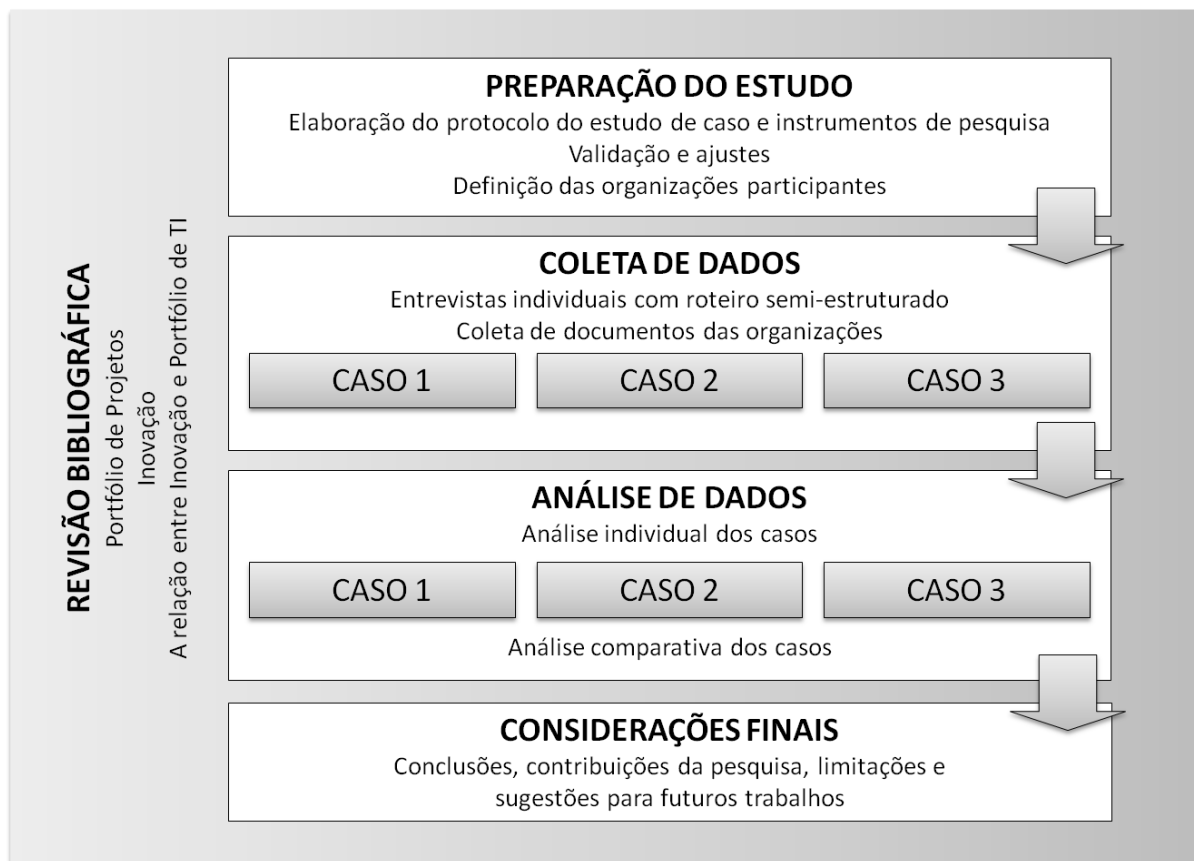 REVISÃO BIBLIOGRÁFICA
Portfólio de Projetos
Inovação
A relação entre Inovação e Portfólio de TI
PREPARAÇÃO DO ESTUDO
Elaboração do protocolo do estudo de caso e instrumentos de pesquisa
Validação e ajustes
Definição das organizações participantes
COLETA DE DADOS
Entrevistas individuais com roteiro semi-estruturado
Coleta de documentos das organizações
CASO 1
CASO 2
CASO 3
ANÁLISE DE DADOS
Análise individual dos casos
CASO 1
CASO 2
CASO 3
Análise comparativa dos casos
CONSIDERAÇÕES FINAIS
Conclusões, contribuições da pesquisa, limitações e
sugestões para futuros trabalhos